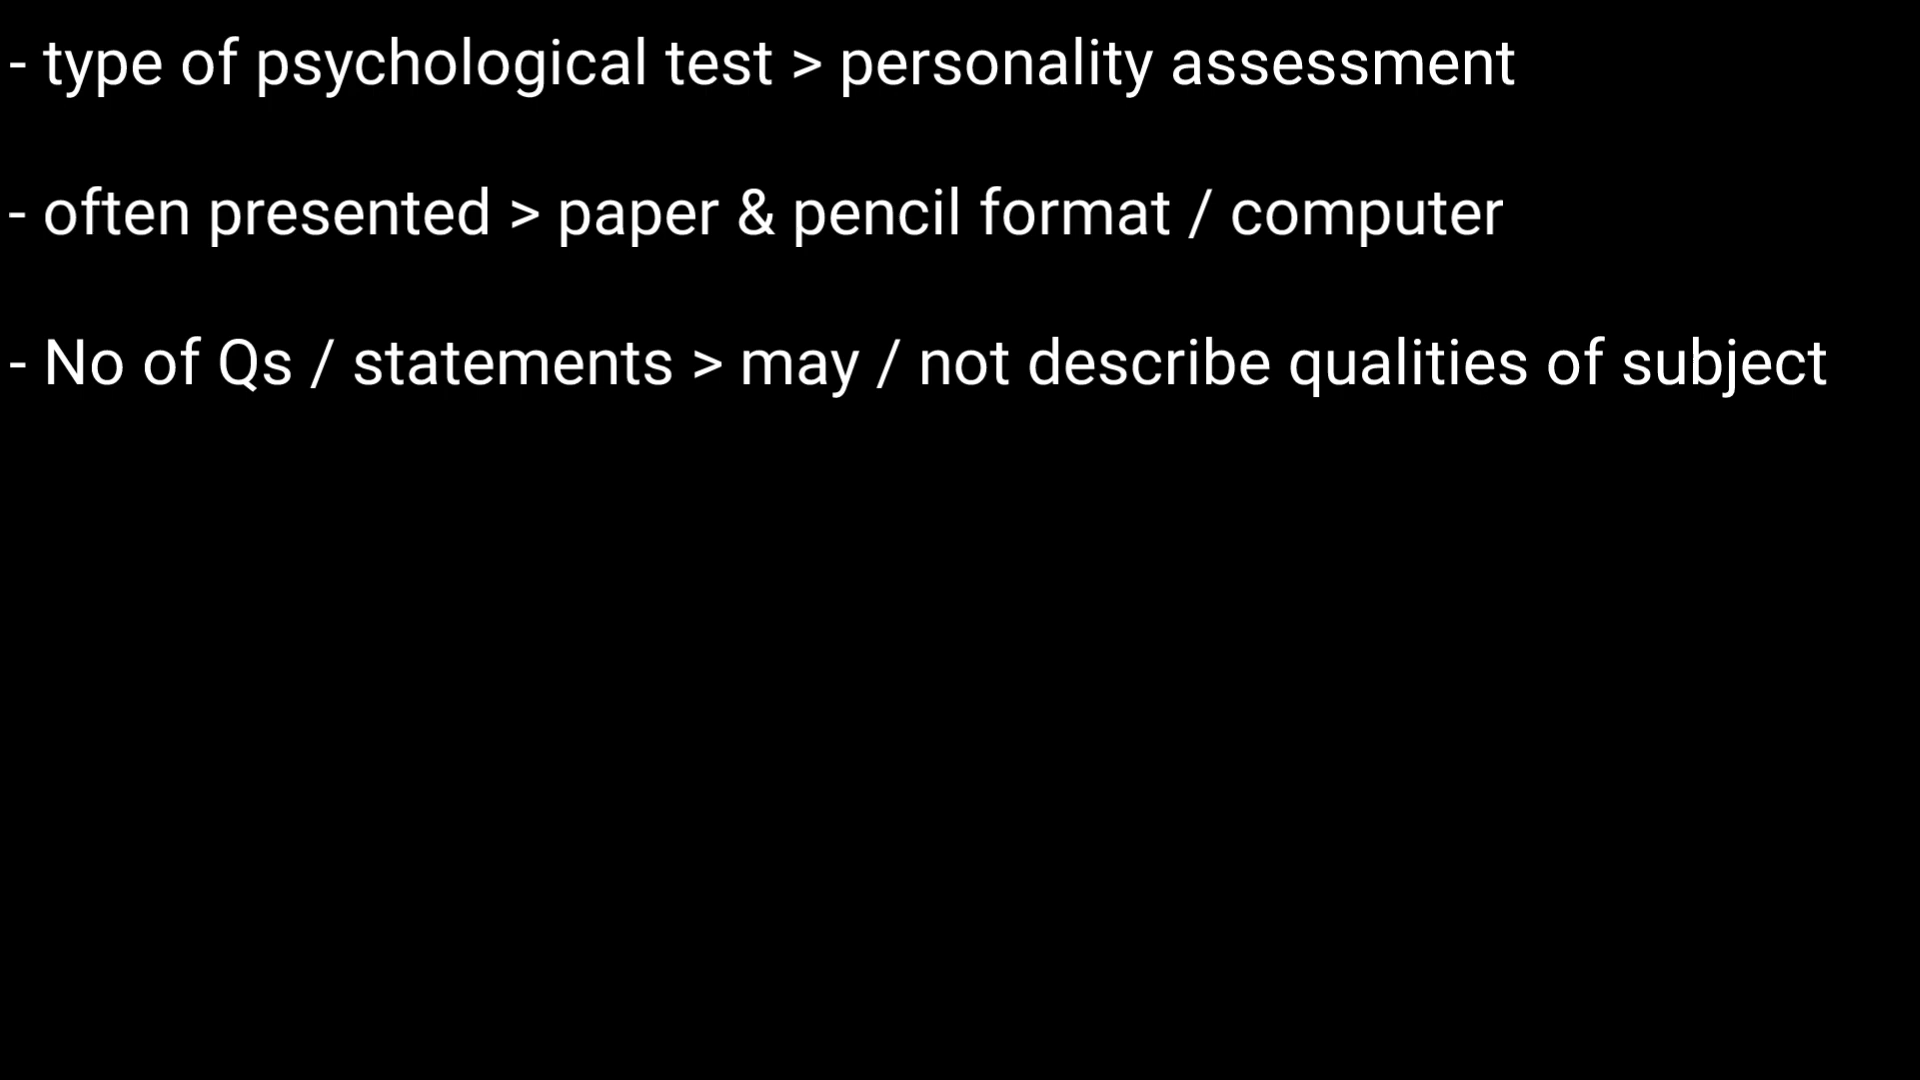 - type of psychological test > personality assessment
- often presented > paper & pencil format / computer
- No of Qs / statements > may / not describe qualities of subject